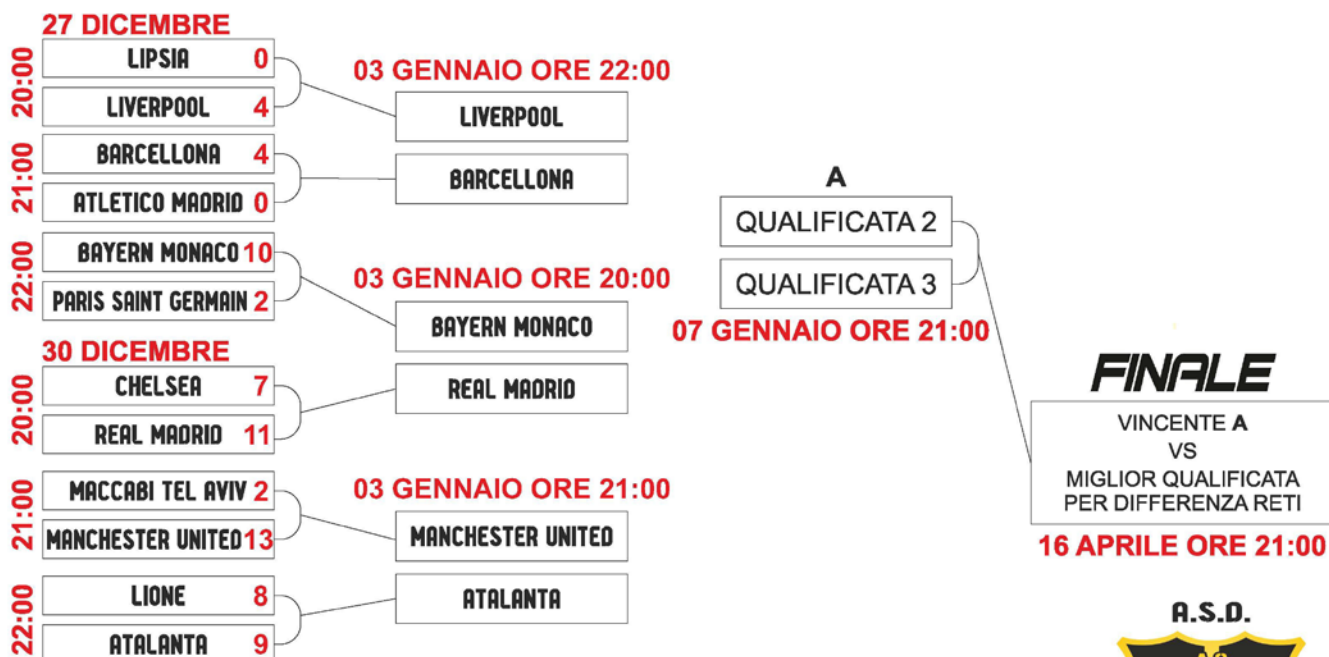 27 DICEMBRE
20:00
LIPSIA 0
LIVERPOOL 4
21:00
BARCELLONA 4
ATLETICO MADRID 0
22:00
BAYERN MONACO 10
PARIS SAINT GERMAIN 2
30 DICEMBRE
20:00
CHELSEA 7
REAL MADRID 11
21:00
MACCABI TEL AVIV 2
MANCHESTER UNITED 13
22:00
LIONE 8
ATALANTA 9
03 GENNAIO ORE 22:00
LIVERPOOL
BARCELLONA
03 GENNAIO ORE 20:00
BAYERN MONACO
REAL MADRID
03 GENNAIO ORE 21:00
MANCHESTER UNITED
ATALANTA
A
QUALIFICATA 2
QUALIFICATA 3
07 GENNAIO ORE 21:00
FINALE
VINCENTE A
VS
MIGLIOR QUALIFICATA
PER DIFFERENZA RETI
16 APRILE ORE 21:00
A.S.D.